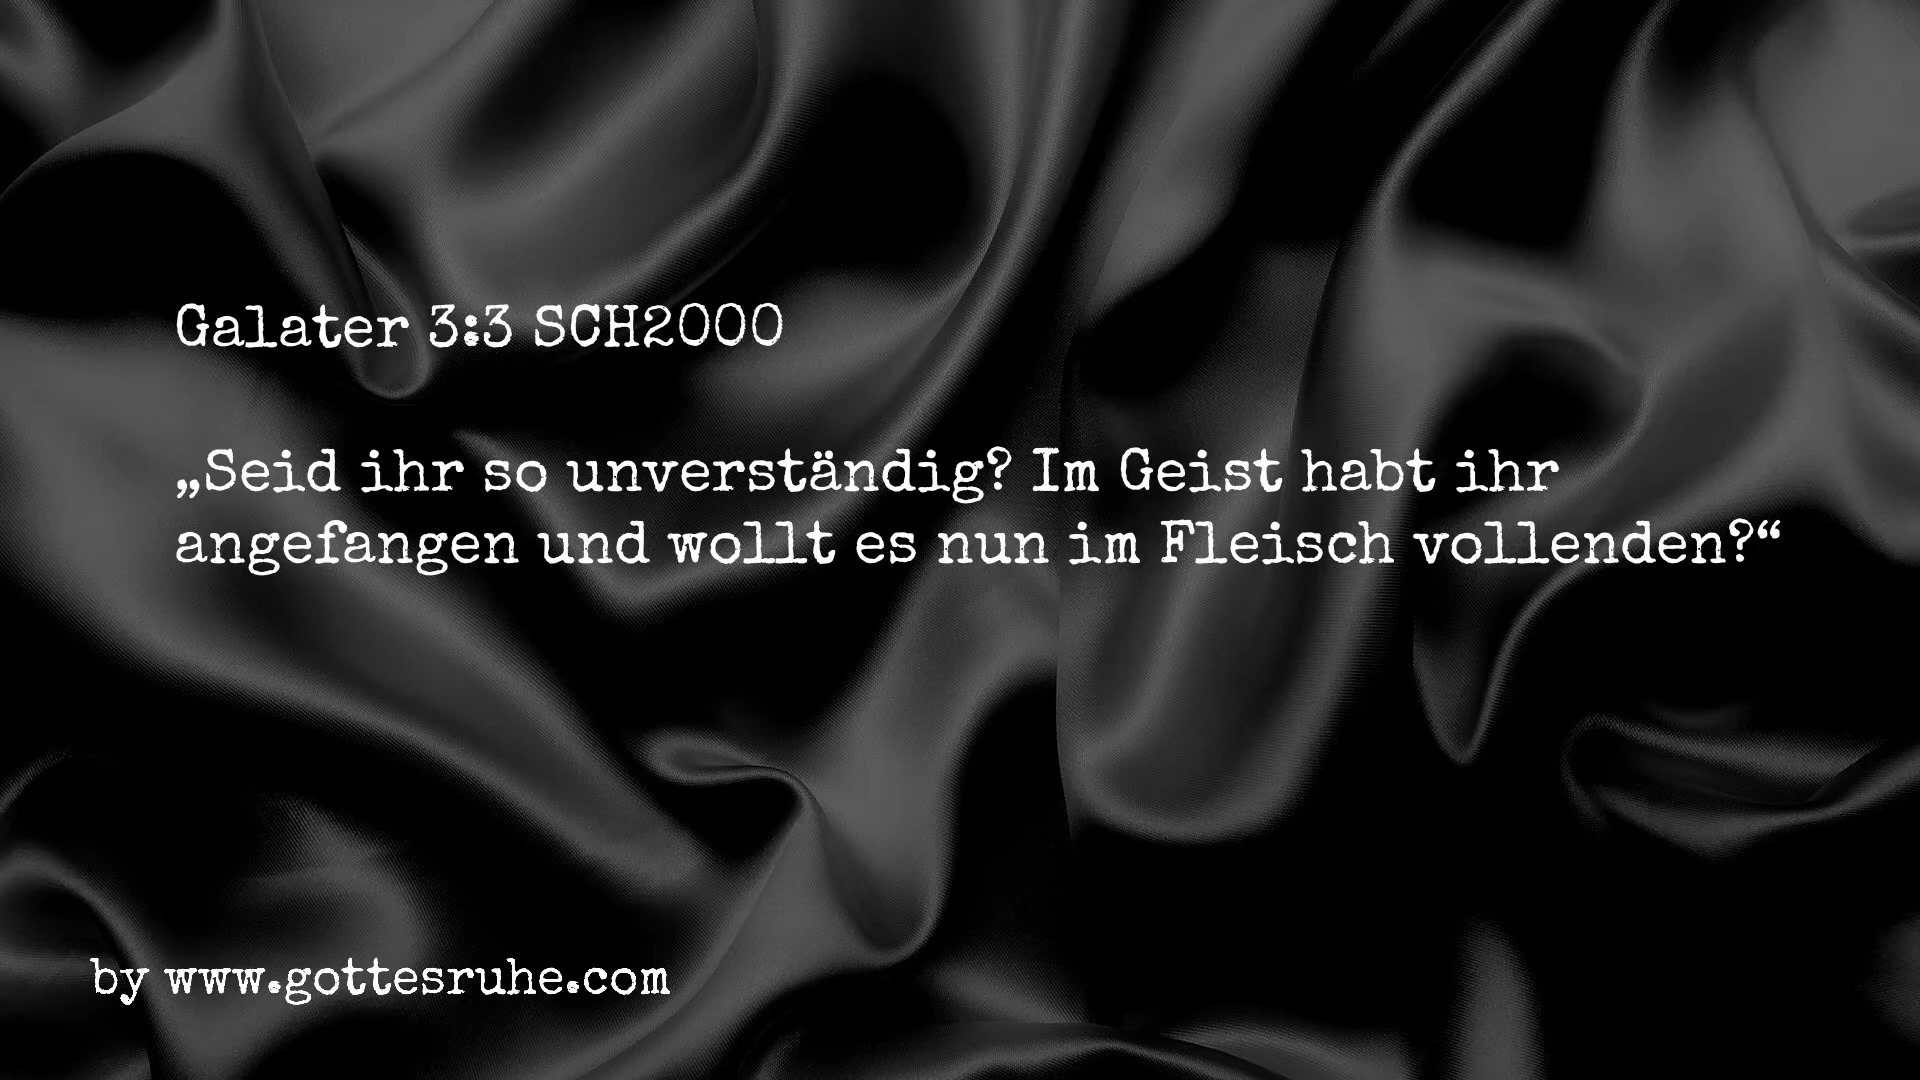 Galater 3:3 SCH2000
„Seid ihr so unverständig? Im Geist habt ihr
angefangen und wollt es nun im Fleisch vollenden?“
by www.gottesruhe.com